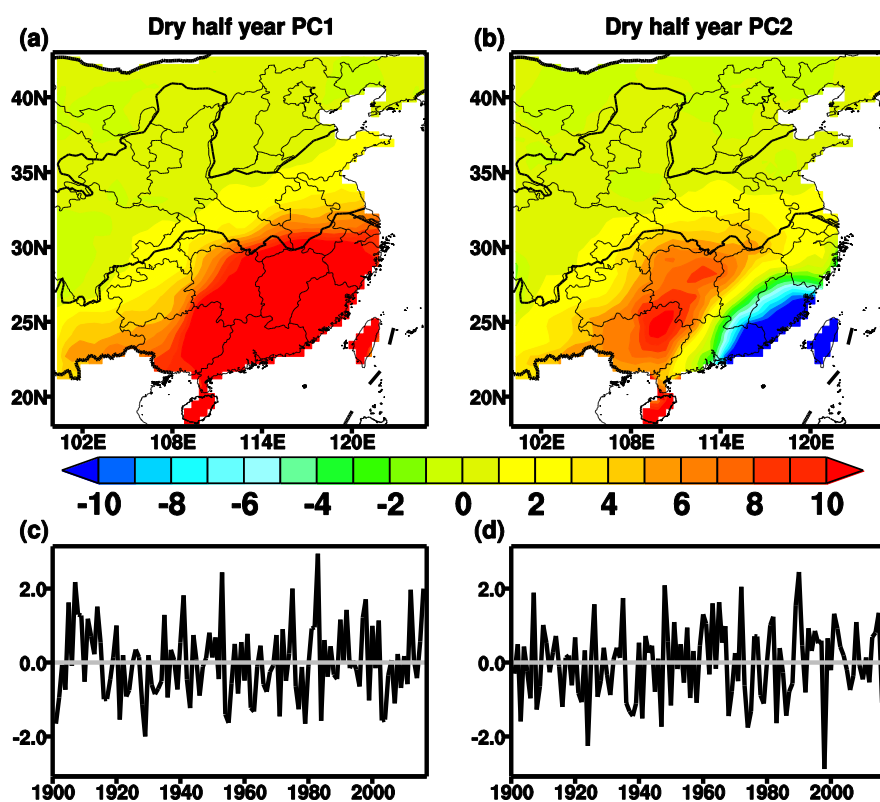 Dry half year PC1
Dry half year PC2
(a)
(b)
40N
35N
30N
25N
20N
102E 108E 114E 120E
40N
35N
30N
25N
20N
102E 108E 114E 120E
-10 -8 -6 -4 -2 0 2 4 6 8 10
(c)
(d)
2.0
0.0
-2.0
1900 1920 1940 1960 1980 2000
2.0
0.0
-2.0
1900 1920 1940 1960 1980 2000